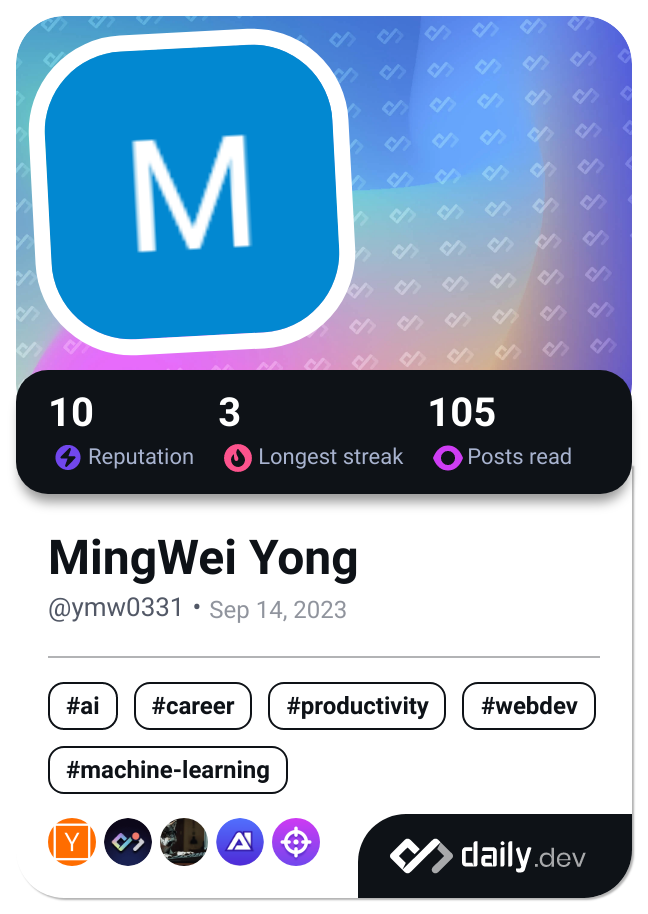 M
10 3 105
Reputation Longest streak Posts read
MingWei Yong
@ymw0331 • Sep 14, 2023
#ai #career #productivity #webdev
#machine-learning
Y AI daily.dev